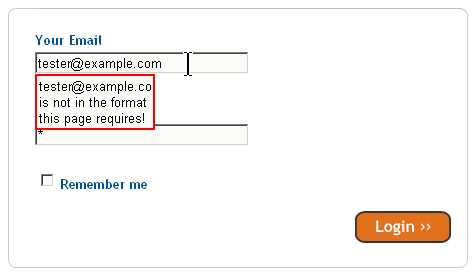 Your Email
tester@example.com
tester@example.co
is not in the format
this page requires!
*
Remember me
Login >>